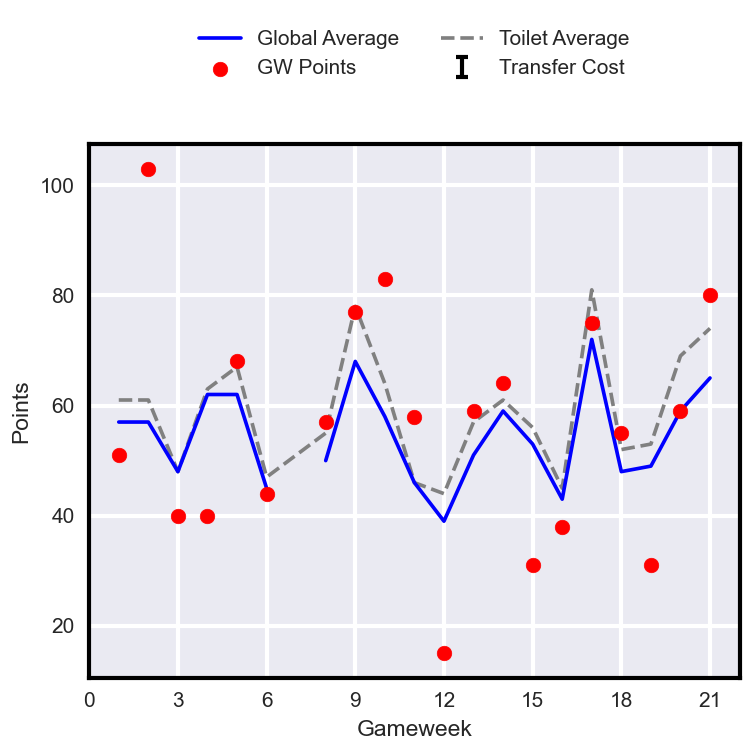 Global Average
Toilet Average
GW Points
Transfer Cost
100
80
60
40
20
Points
0 3 6 9 12 15 18 21
Gameweek